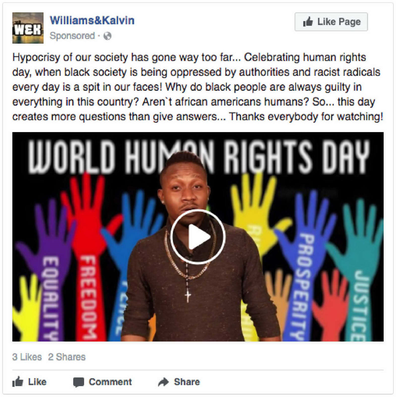 W&K
Williams&Kalvin
Sponsored ·
Like Page
Hypocrisy of our society has gone way too far... Celebrating human rights
day, when black society is being oppressed by authorities and racist radicals
every day is a spit in our faces! Why do black people are always guilty in
everything in this country? Aren`t african americans humans? So... this day
creates more questions than give answers... Thanks everybody for watching!
WORLD HUMAN RIGHTS DAY
EQUALITY
FREEDOM
PEACE
PROSPERITY
JUSTICE
3 Likes 2 Shares
Like Comment Share